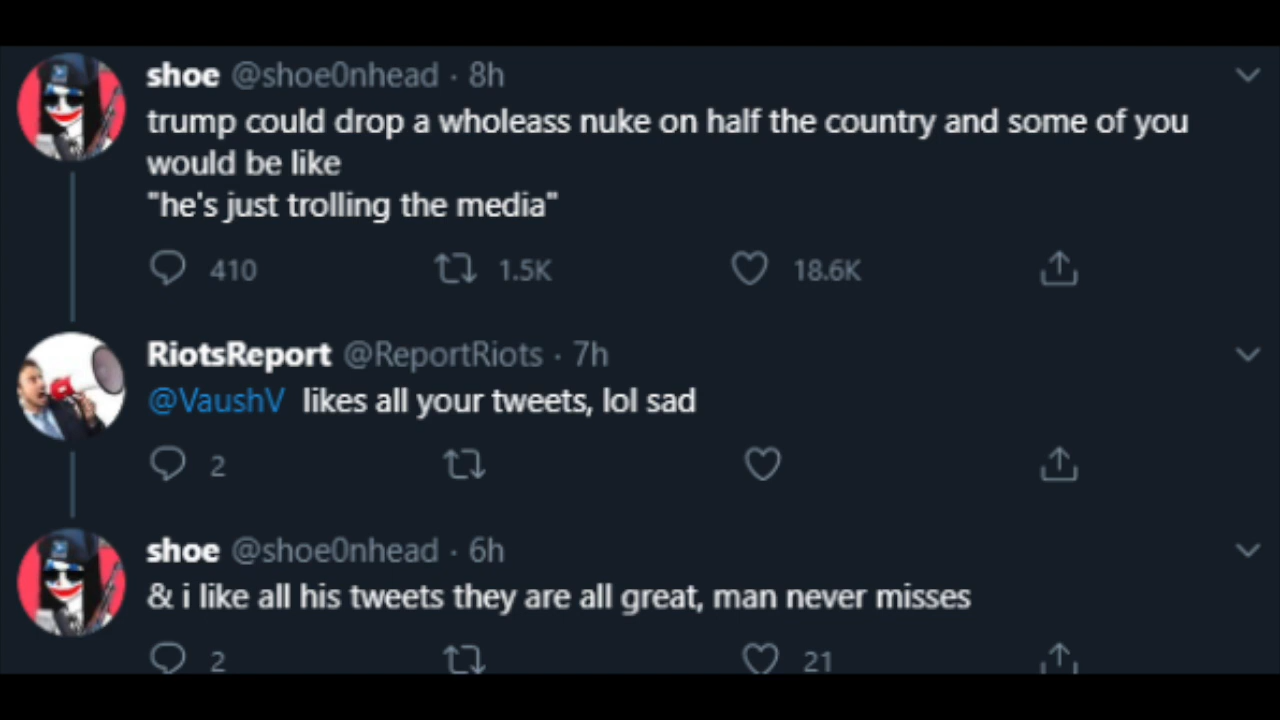 shoe @shoe0nhead · 8h
trump could drop a wholeass nuke on half the country and some of you
would be like
"he's just trolling the media"
410 1.5K 18.6K
RiotsReport @ReportRiots · 7h
@VaushV likes all your tweets, lol sad
2
shoe @shoe0nhead · 6h
& i like all his tweets they are all great, man never misses
2 21